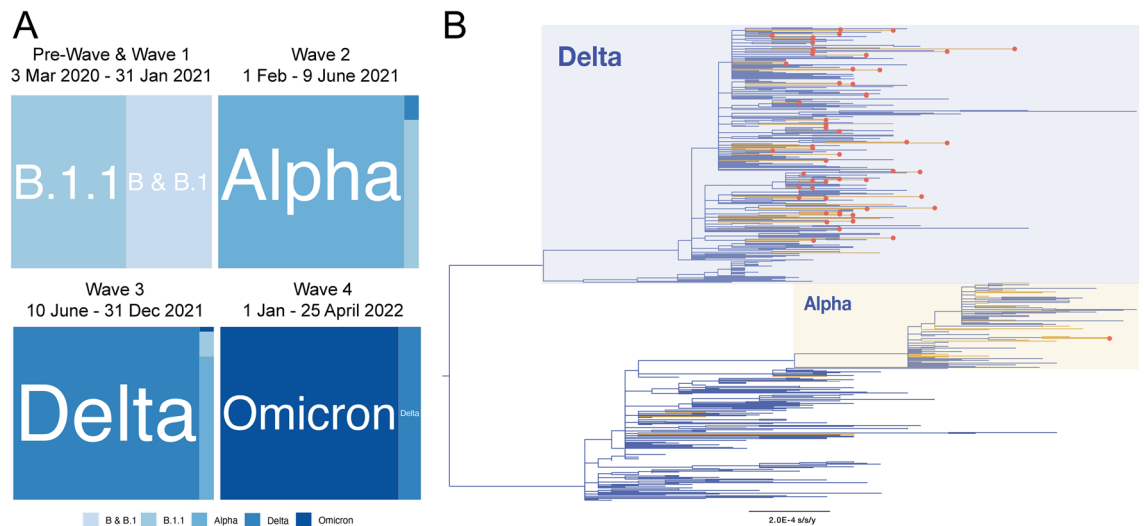 A
Pre-Wave & Wave 1
3 Mar 2020 - 31 Jan 2021
Wave 2
1 Feb - 9 June 2021
B.1.1
B & B.1
Alpha
Wave 3
10 June - 31 Dec 2021
Wave 4
1 Jan - 25 April 2022
Delta
Omicron
Delta
B & B.1
B.1.1
Alpha
Delta
Omicron
B
Delta
Alpha
2.0E-4 s/s/y